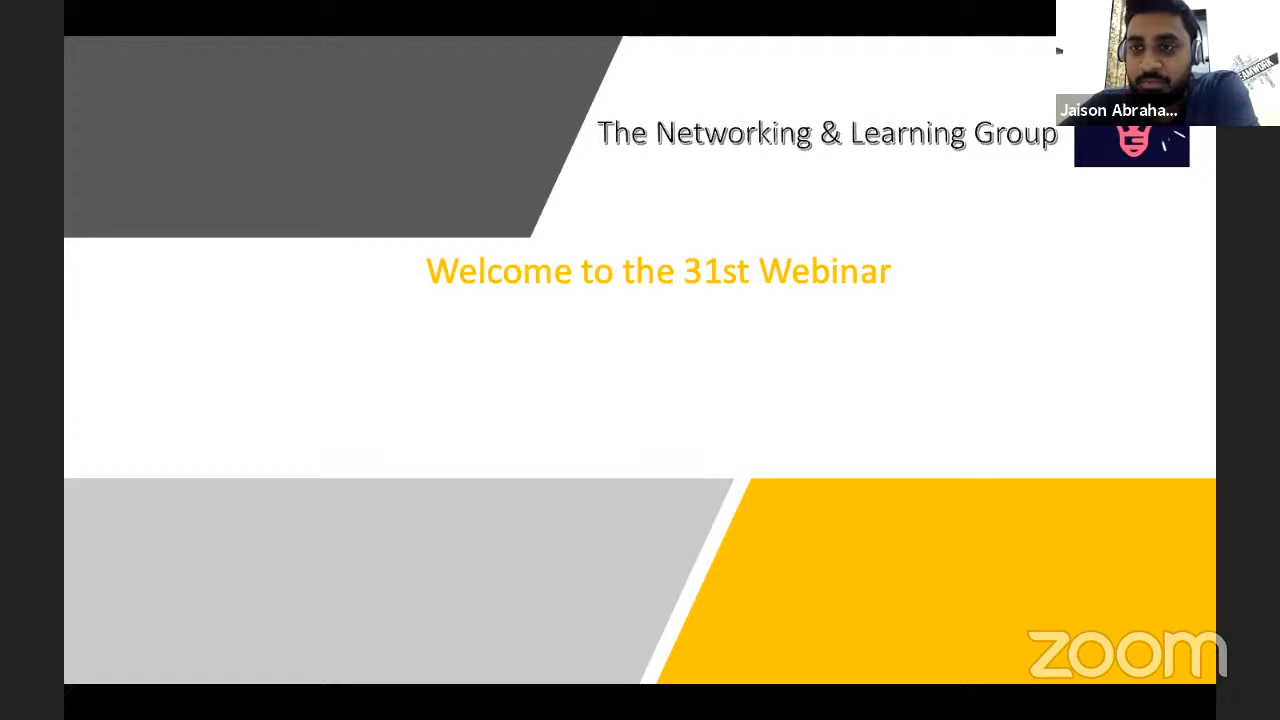 Jaison Abraha...
The Networking & Learning Group
Welcome to the 31st Webinar
zoom